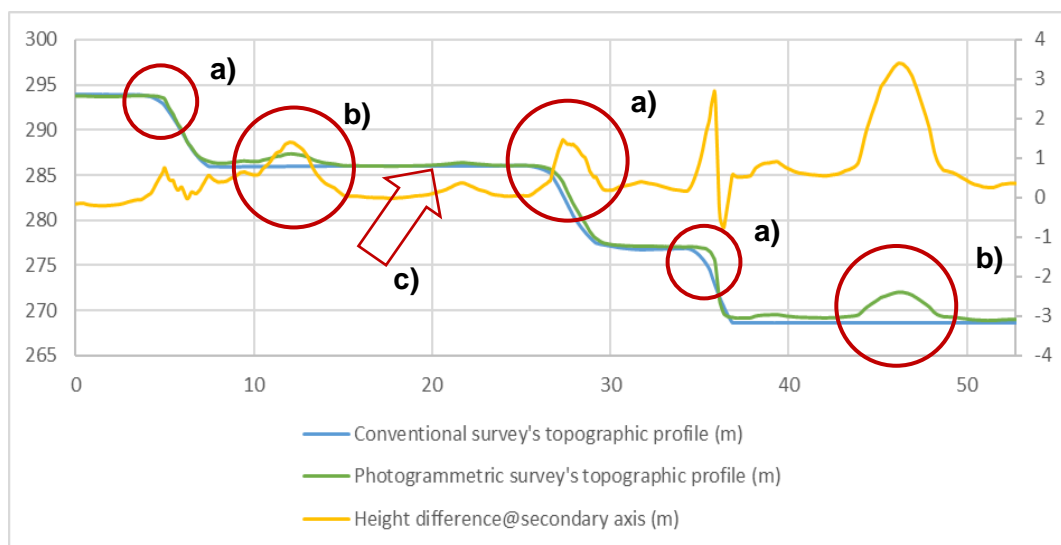 300
295
290
285
280
275
270
265
4
3
2
1
0
-1
-2
-3
-4
0
10
20
30
40
50
a)
b)
a)
c)
a)
b)
Conventional survey's topographic profile (m)
Photogrammetric survey's topographic profile (m)
Height difference@secondary axis (m)